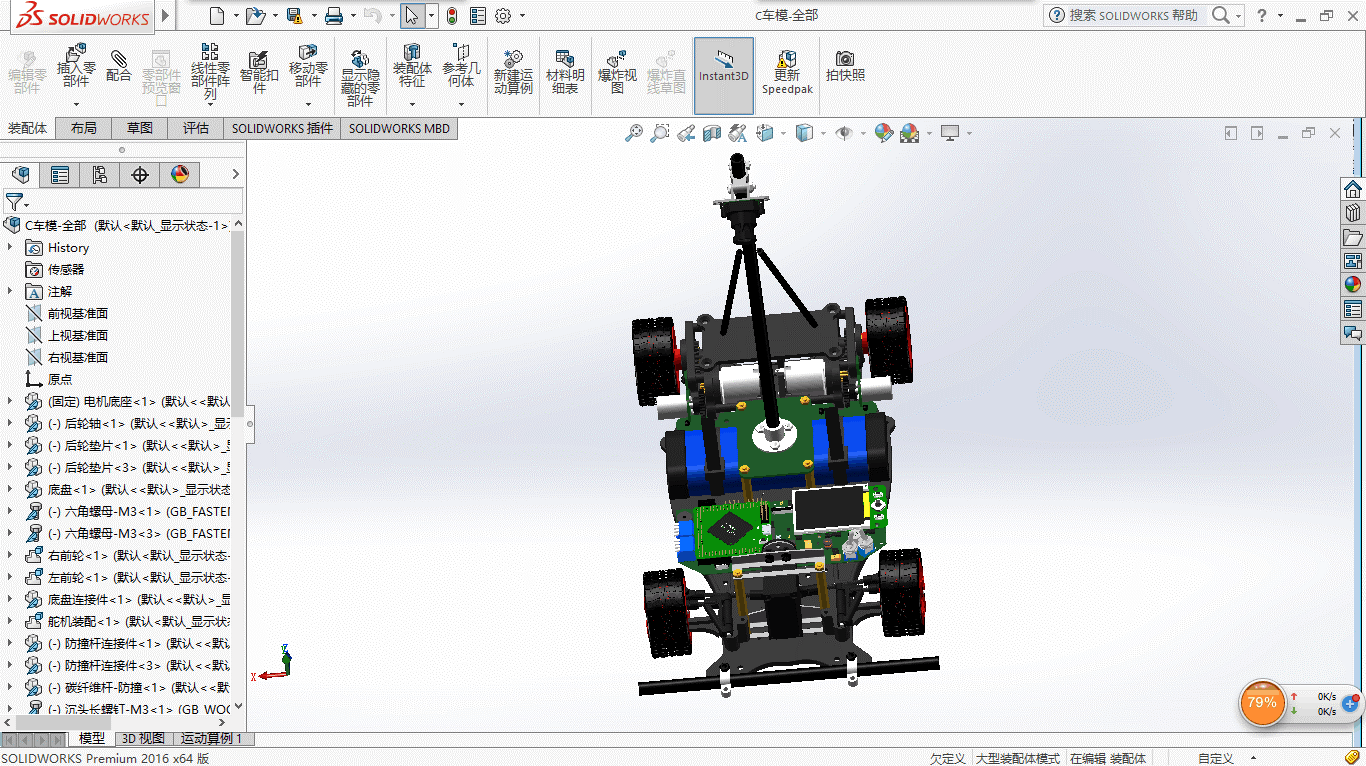 SOLIDWORKS
C车模-全部
搜索 SOLIDWORKS 帮助
编辑零部件
插入零部件
配合
零部件预览窗口
线性零部件阵列
智能扣件
移动零部件
显示隐藏的零部件
装配体特征
参考几何体
新建运动算例
材料明细表
爆炸视图
爆炸直线草图
Instant3D
更新 Speedpak
拍快照
装配体
布局
草图
评估
SOLIDWORKS 插件
SOLIDWORKS MBD
C车模-全部 (默认<默认_显示状态-1>
History
传感器
注解
前视基准面
上视基准面
右视基准面
原点
(固定) 电机底座<1> (默认<<默认
(-) 后轮轴<1> (默认<<默认>_显示
(-) 后轮垫片<1> (默认<<默认>_
(-) 后轮垫片<3> (默认<<默认>_
底盘<1> (默认<<默认>_显示状态
(-) 六角螺母-M3<1> (GB_FASTEN
(-) 六角螺母-M3<3> (GB_FASTEN
右前轮<1> (默认<默认_显示状态-
左前轮<1> (默认<默认_显示状态-
底盘连接件<1> (默认<<默认>_显
舵机装配<1> (默认<默认_显示状态
(-) 防撞杆连接件<1> (默认<<默认
(-) 防撞杆连接件<3> (默认<<默认
(-) 碳纤维杆-防撞<1> (默认<<默
(-) 沉头长螺钉-M3<1> (GB_WOO
Y
X
79%
0K/s
0K/s
模型
3D 视图
运动算例 1
SOLIDWORKS Premium 2016 x64 版
欠定义
大型装配体模式
在编辑 装配体
自定义